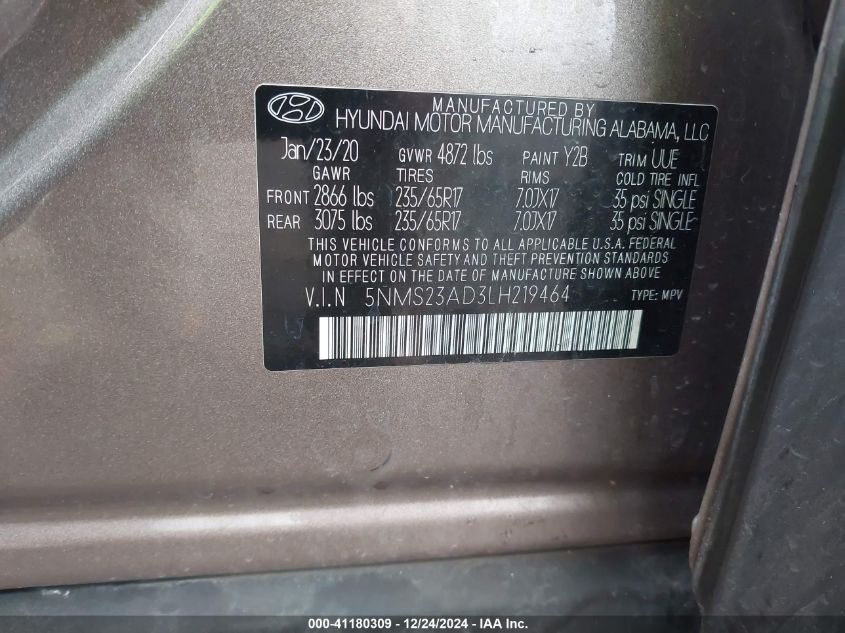 MANUFACTURED BY
HYUNDAI MOTOR MANUFACTURING ALABAMA, LLC
Jan/23/20 GVWR 4872 lbs PAINT Y2B TRIM UUE
GAWR TIRES RIMS COLD TIRE INFL
FRONT 2866 lbs 235/65R17 7.0JX17 35 psi SINGLE
REAR 3075 lbs 235/65R17 7.0JX17 35 psi SINGLE
THIS VEHICLE CONFORMS TO ALL APPLICABLE U.S.A. FEDERAL
MOTOR VEHICLE SAFETY AND THEFT PREVENTION STANDARDS
IN EFFECT ON THE DATE OF MANUFACTURE SHOWN ABOVE
V.I.N 5NMS23AD3LH219464 TYPE: MPV
000-41180309 - 12/24/2024 - IAA Inc.